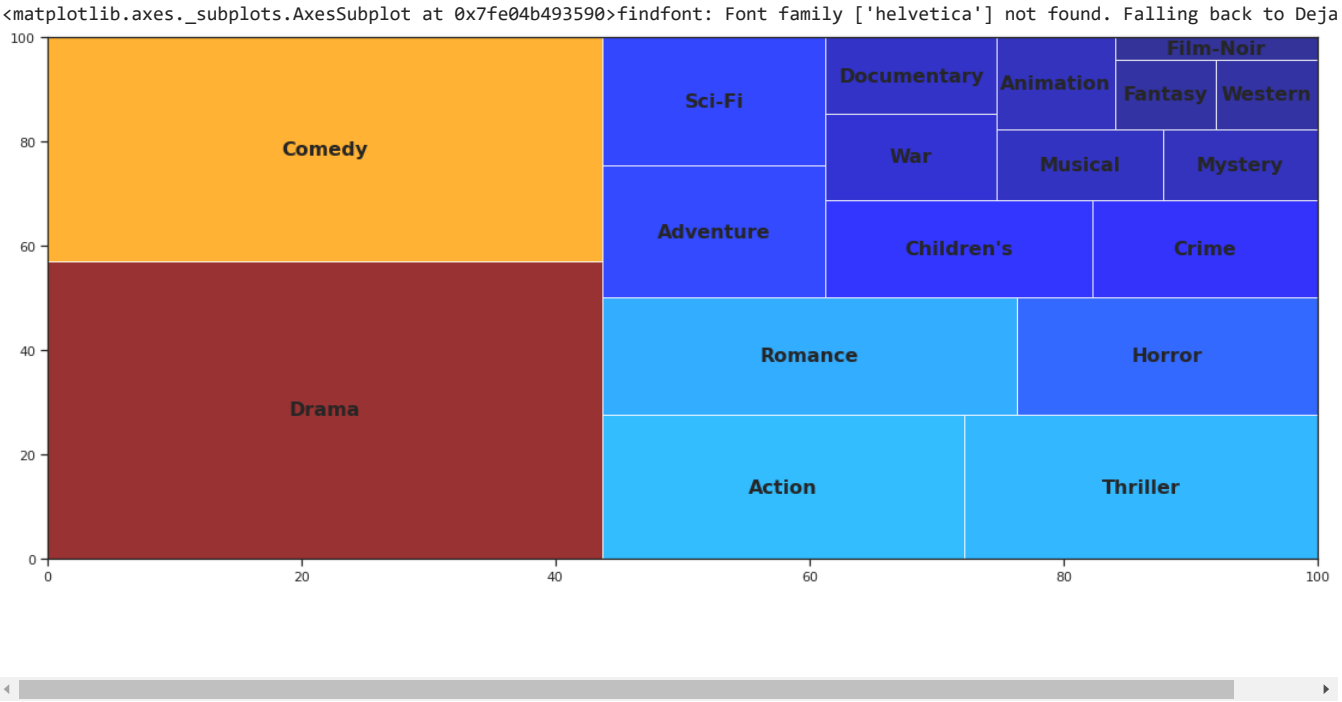 <matplotlib.axes._subplots.AxesSubplot at 0x7fe04b493590>findfont: Font family ['helvetica'] not found. Falling back to Deja
100
80
60
40
20
0
0 20 40 60 80 100
Comedy
Drama
Sci-Fi
Adventure
Documentary
War
Animation
Film-Noir
Fantasy Western
Musical Mystery
Children's Crime
Romance Horror
Action Thriller